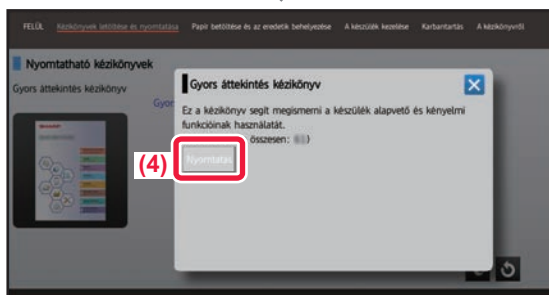 FELÜL Kézikönyvek letöltése és nyomtatása Papír betöltése és az eredetik behelyezése A készülék kezelése Karbantartás A kézikönyvről
Nyomtatható kézikönyvek
Gyors áttekintés kézikönyv
Gyor
Gyors áttekintés kézikönyv
Ez a kézikönyv segít megismerni a készülék alapvető és kényelmi
funkcióinak használatát.
összesen: )
Nyomtatás
(4)